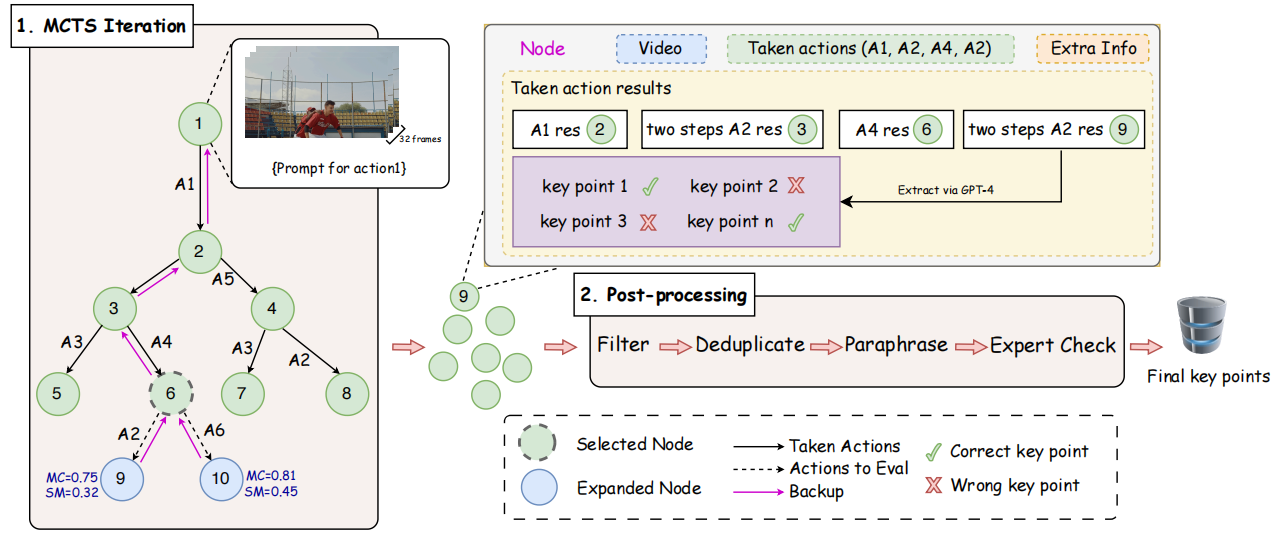 1. MCTS Iteration
1
32 frames
{Prompt for action1}
A1
2
A5
3
4
A3
A4
A3
A2
5
6
7
8
A2
A6
MC=0.75
SM=0.32
9
10
MC=0.81
SM=0.45
Node
Video
Taken actions (A1, A2, A4, A2)
Extra Info
Taken action results
A1 res 2
two steps A2 res 3
A4 res 6
two steps A2 res 9
key point 1
key point 2
key point 3
key point n
Extract via GPT-4
9
2. Post-processing
Filter
Deduplicate
Paraphrase
Expert Check
Final key points
Selected Node
Expanded Node
Taken Actions
Actions to Eval
Backup
Correct key point
Wrong key point